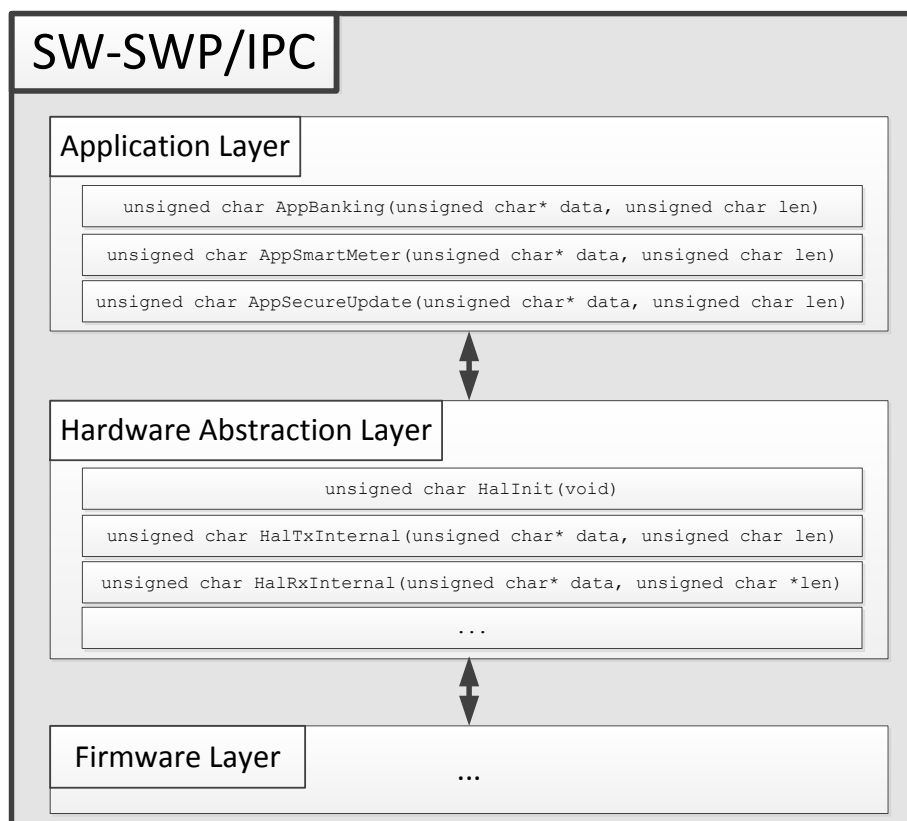 SW-SWP/IPC
Application Layer
unsigned char AppBanking(unsigned char* data, unsigned char len)
unsigned char AppSmartMeter(unsigned char* data, unsigned char len)
unsigned char AppSecureUpdate(unsigned char* data, unsigned char len)
Hardware Abstraction Layer
unsigned char HalInit(void)
unsigned char HalTxInternal(unsigned char* data, unsigned char len)
unsigned char HalRxInternal(unsigned char* data, unsigned char *len)
...
Firmware Layer
...